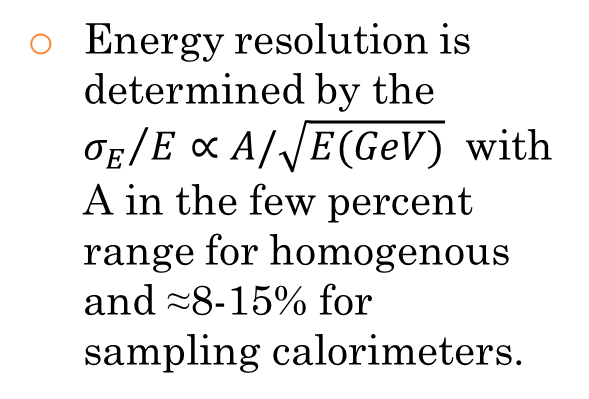 Energy resolution is
determined by the
σ_E/E ∝ A/√E(GeV) with
A in the few percent
range for homogenous
and ≈8-15% for
sampling calorimeters.